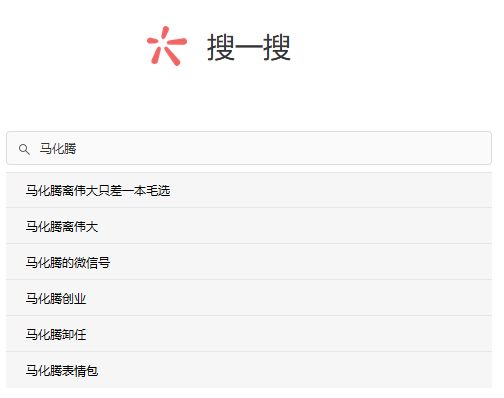 搜一搜
马化腾
马化腾离伟大只差一本毛选
马化腾离伟大
马化腾的微信号
马化腾创业
马化腾卸任
马化腾表情包